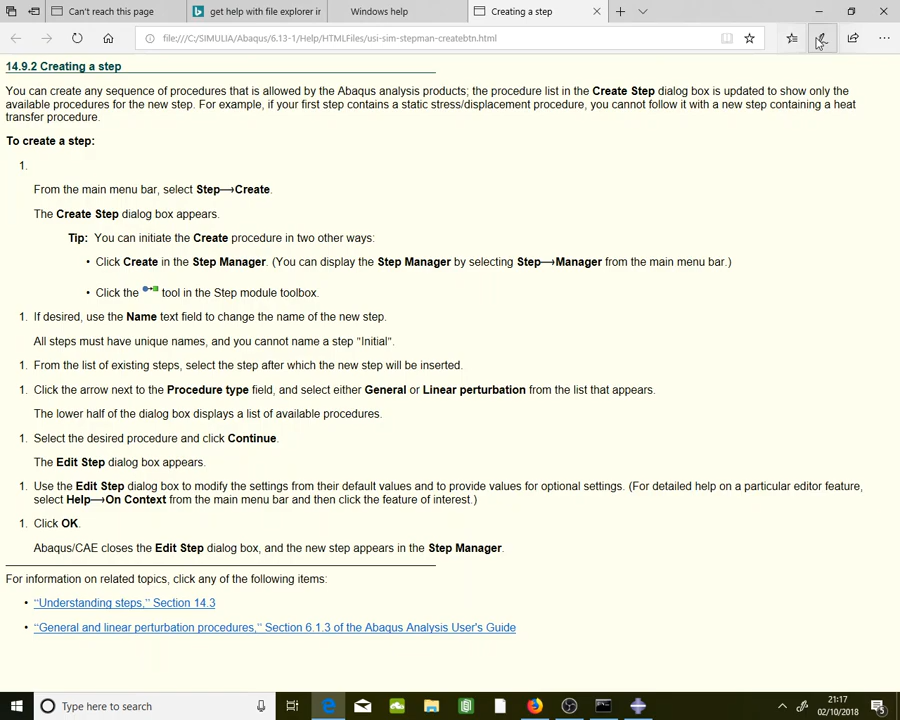 Can't reach this page
get help with file explorer in
Windows help
Creating a step
file:///C:/SIMULIA/Abaqus/6.13-1/Help/HTMLFiles/usi-sim-stepman-createbtn.html
14.9.2 Creating a step
You can create any sequence of procedures that is allowed by the Abaqus analysis products; the procedure list in the Create Step dialog box is updated to show only the
available procedures for the new step. For example, if your first step contains a static stress/displacement procedure, you cannot follow it with a new step containing a heat
transfer procedure.
To create a step:
1.
From the main menu bar, select Step→Create.
The Create Step dialog box appears.
Tip: You can initiate the Create procedure in two other ways:
• Click Create in the Step Manager. (You can display the Step Manager by selecting Step→Manager from the main menu bar.)
• Click the tool in the Step module toolbox.
1. If desired, use the Name text field to change the name of the new step.
All steps must have unique names, and you cannot name a step "Initial".
1. From the list of existing steps, select the step after which the new step will be inserted.
1. Click the arrow next to the Procedure type field, and select either General or Linear perturbation from the list that appears.
The lower half of the dialog box displays a list of available procedures.
1. Select the desired procedure and click Continue.
The Edit Step dialog box appears.
1. Use the Edit Step dialog box to modify the settings from their default values and to provide values for optional settings. (For detailed help on a particular editor feature,
select Help→On Context from the main menu bar and then click the feature of interest.)
1. Click OK.
Abaqus/CAE closes the Edit Step dialog box, and the new step appears in the Step Manager.
For information on related topics, click any of the following items:
• “Understanding steps,” Section 14.3
• “General and linear perturbation procedures,” Section 6.1.3 of the Abaqus Analysis User's Guide
Type here to search
21:17
02/10/2018
5